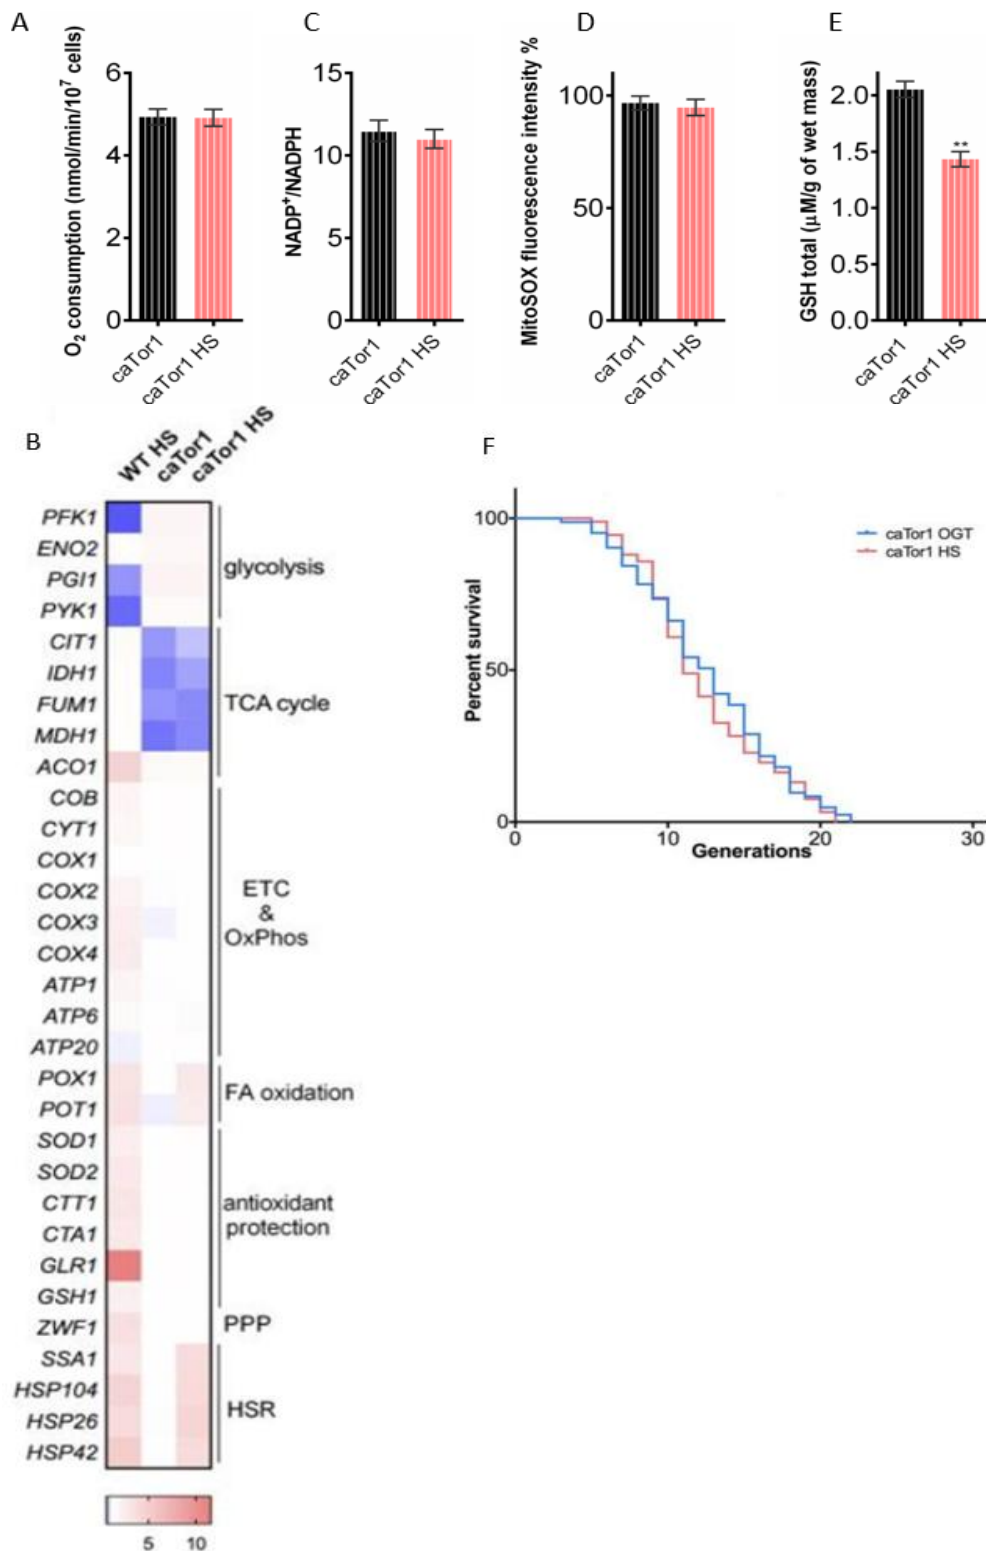 A
O2 consumption (nmol/min/10^7 cells)
6
4
2
0
caTor1
caTor1 HS
C
NADP+/NADPH
15
10
5
0
caTor1
caTor1 HS
D
MitoSOX fluorescence intensity %
100
50
0
caTor1
caTor1 HS
E
GSH total (μM/g of wet mass)
2.0
1.5
1.0
0.5
0.0
**
caTor1
caTor1 HS
B
WT HS
caTor1
caTor1 HS
PFK1
ENO2
PGI1
PYK1
glycolysis
CIT1
IDH1
FUM1
MDH1
ACO1
TCA cycle
COB
CYT1
COX1
COX2
COX3
COX4
ATP1
ATP6
ATP20
ETC
&
OxPhos
POX1
POT1
FA oxidation
SOD1
SOD2
CTT1
CTA1
GLR1
GSH1
antioxidant
protection
ZWF1
PPP
SSA1
HSP104
HSP26
HSP42
HSR
5
10
F
Percent survival
100
50
0
caTor1 OGT
caTor1 HS
0
10
20
30
Generations